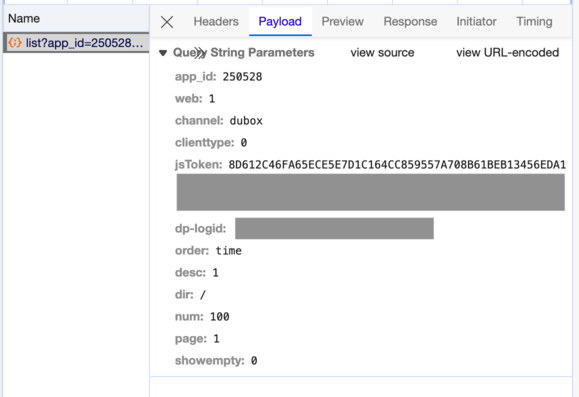 Name
Headers Payload Preview Response Initiator Timing
list?app_id=250528...
Query String Parameters view source view URL-encoded
app_id: 250528
web: 1
channel: dubox
clienttype: 0
jsToken: 8D612C46FA65ECE5E7D1C164CC859557A708B61BEB13456EDA1
dp-logid:
order: time
desc: 1
dir: /
num: 100
page: 1
showempty: 0